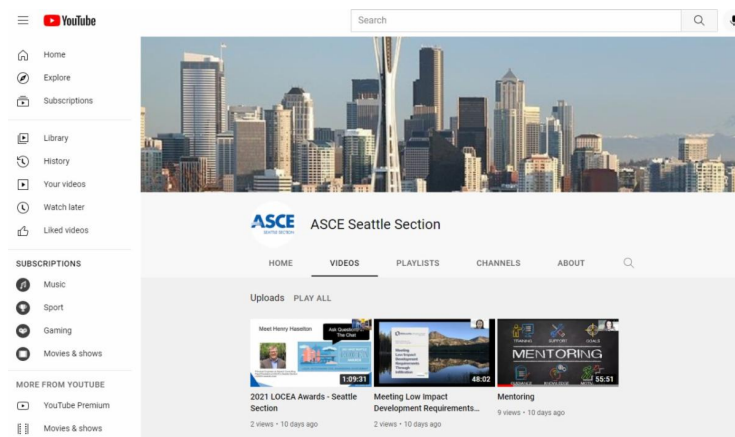 YouTube
Search
Home
Explore
Subscriptions
Library
History
Your videos
Watch later
Liked videos
SUBSCRIPTIONS
Music
Sport
Gaming
Movies & shows
MORE FROM YOUTUBE
YouTube Premium
Movies & shows
ASCE
SEATTLE SECTION
ASCE Seattle Section
HOME VIDEOS PLAYLISTS CHANNELS ABOUT
Uploads PLAY ALL
Meet Henry Haselton
Ask Questions in
The Chat
1:09:31
2021 LOCEA Awards - Seattle
Section
2 views • 10 days ago
Meeting
Low Impact
Development
Requirements
Through
Infiltration
48:02
Meeting Low Impact
Development Requirements...
2 views • 10 days ago
TRAINING SUPPORT GOALS
MENTORING
55:51
Mentoring
9 views • 10 days ago